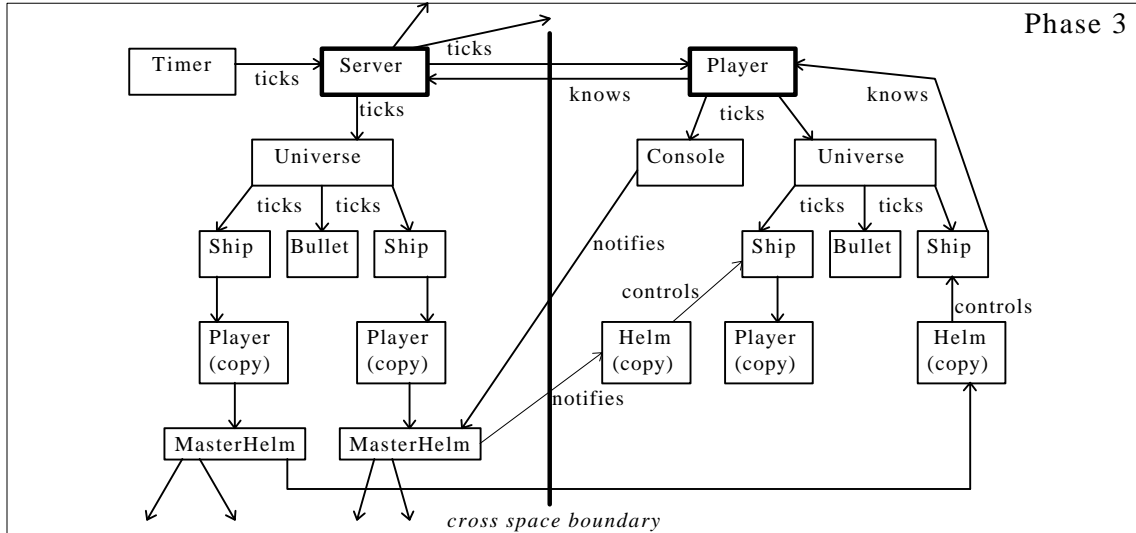 Phase 3
Timer
ticks
Server
ticks
Player
knows
knows
ticks
ticks
Universe
Console
Universe
ticks
ticks
ticks
ticks
Ship
Bullet
Ship
notifies
Ship
Bullet
Ship
controls
controls
Player
(copy)
Player
(copy)
Helm
(copy)
Player
(copy)
Helm
(copy)
notifies
MasterHelm
MasterHelm
cross space boundary